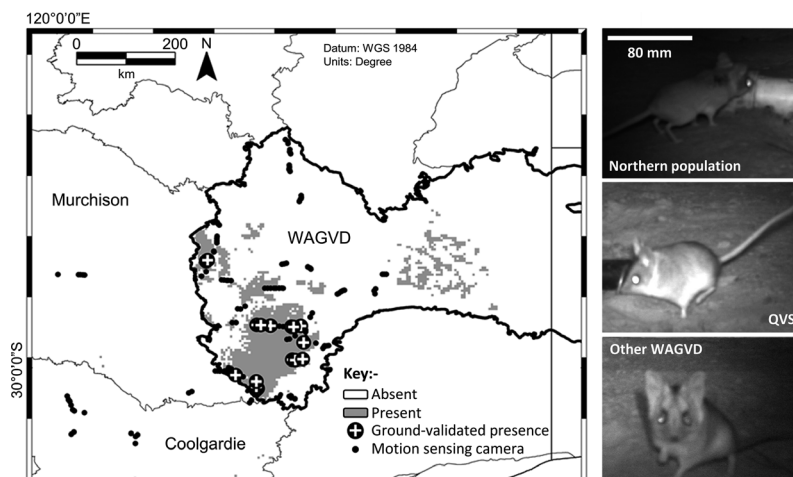 120°0'0"E
0 200
km
N
Datum: WGS 1984
Units: Degree
Murchison
WAGVD
30°0'0"S
Coolgardie
Key:-
Absent
Present
Ground-validated presence
Motion sensing camera
80 mm
Northern population
QVS
Other WAGVD